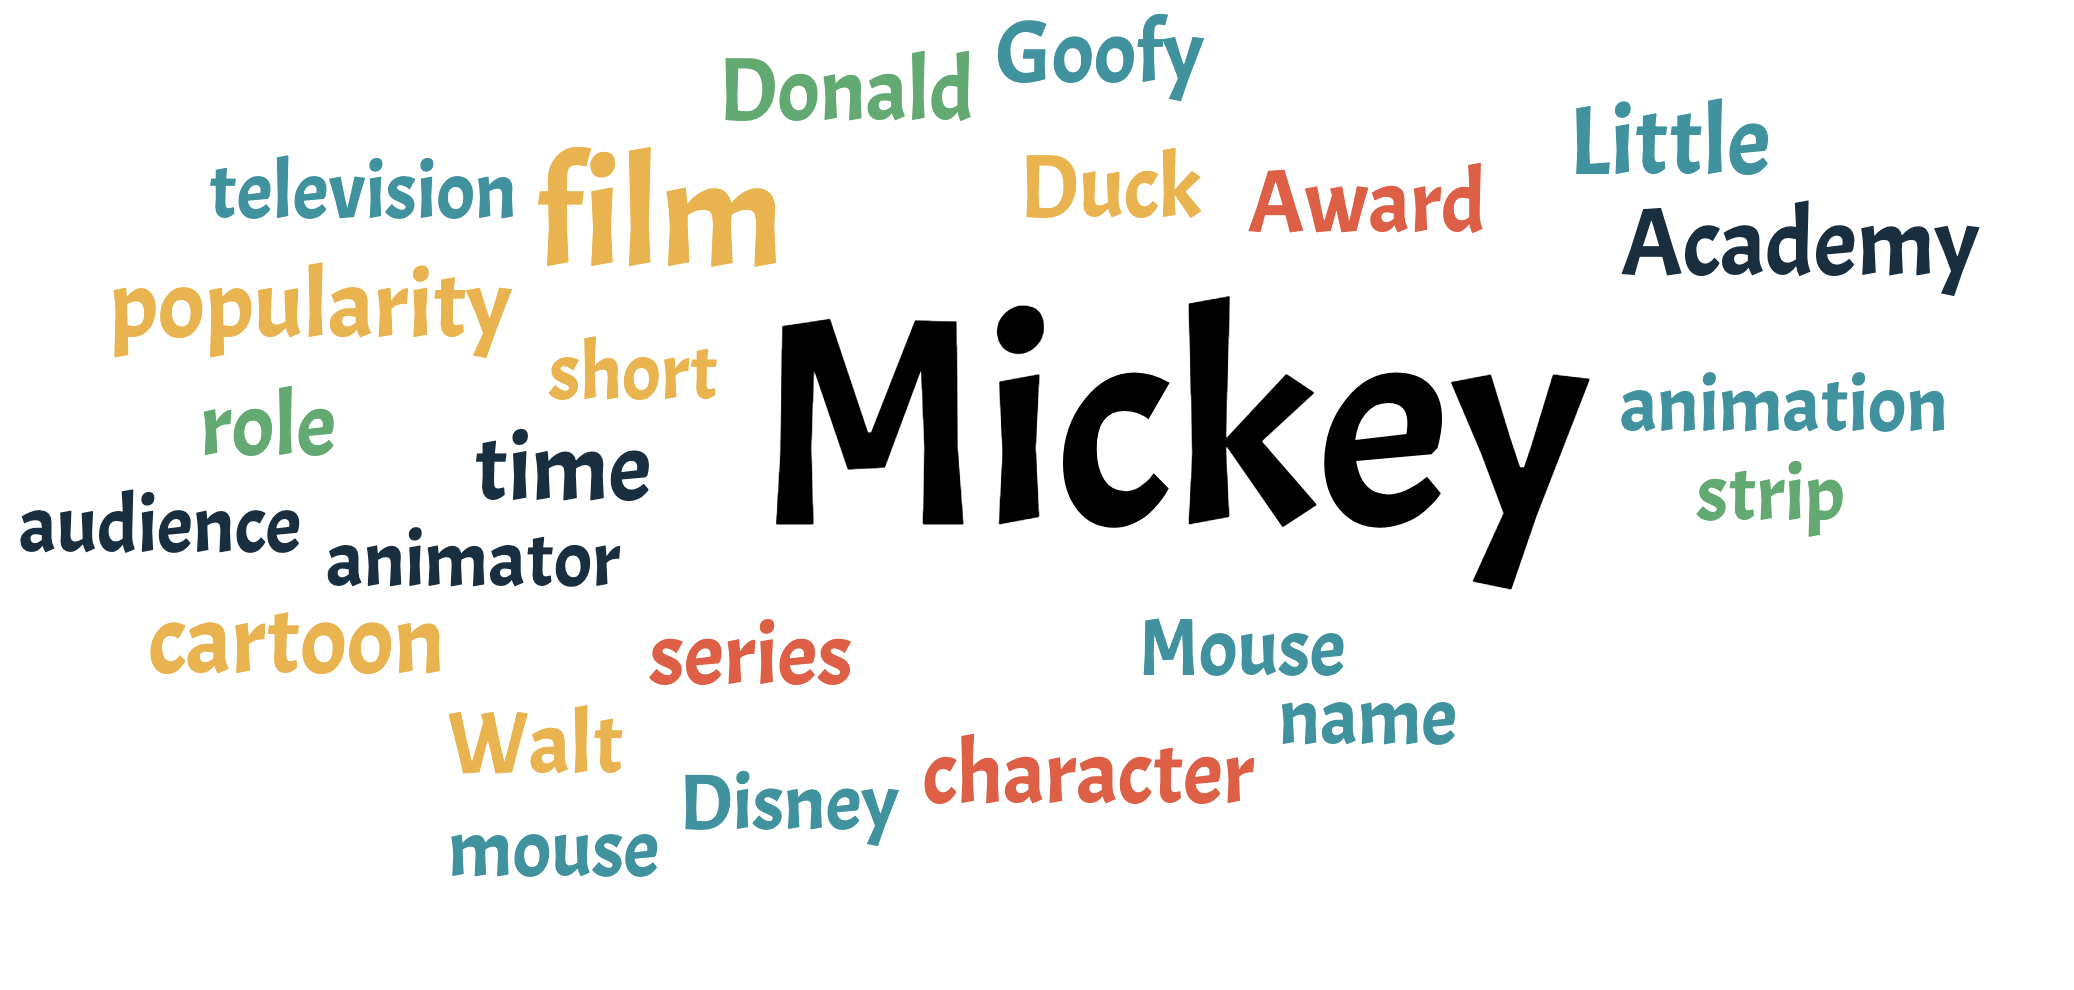 Goofy
Donald
Little
television
film
Duck
Award
Academy
popularity
short
Mickey
animation
role
time
strip
audience
animator
cartoon
series
Mouse
name
Walt
Disney
character
mouse